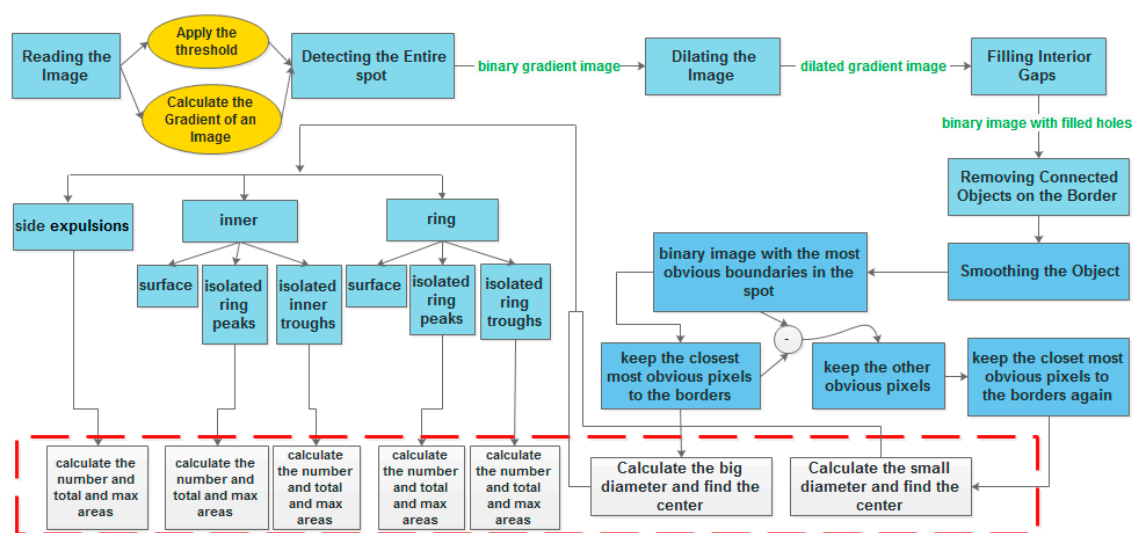 Reading the
Image
Apply the
threshold
Calculate the
Gradient of an
Image
Detecting the Entire
spot
binary gradient image
Dilating the
Image
dilated gradient image
Filling Interior
Gaps
binary image with filled holes
Removing Connected
Objects on the Border
Smoothing the Object
binary image with the most
obvious boundaries in the
spot
-
keep the closest
most obvious pixels
to the borders
keep the other
obvious pixels
keep the closet most
obvious pixels to
the borders again
side expulsions
inner
ring
surface
isolated
ring
peaks
isolated
inner
troughs
surface
isolated
ring
peaks
isolated
ring
troughs
calculate the
number and
total and max
areas
calculate the
number and
total and max
areas
calculate
the number
and total
and max
areas
calculate
the number
and total
and max
areas
calculate
the number
and total
and max
areas
Calculate the big
diameter and find the
center
Calculate the small
diameter and find the
center